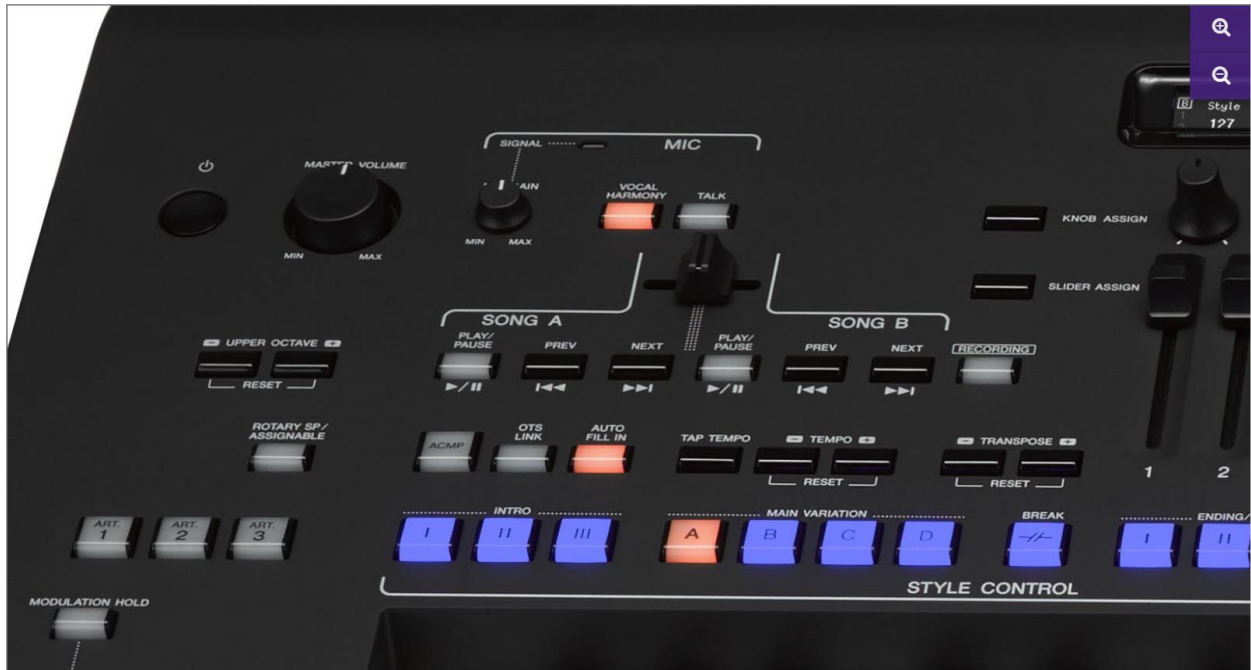 B Style
127
SIGNAL MIC
MASTER VOLUME
MIN MAX
MIN MAX
VOCAL
HARMONY
TALK
KNOB ASSIGN
SLIDER ASSIGN
SONG A
PLAY/
PAUSE
PREV
NEXT
SONG B
PLAY/
PAUSE
PREV
NEXT
RECORDING
- UPPER OCTAVE +
RESET
ROTARY SP/
ASSIGNABLE
ACMP
OTS
LINK
AUTO
FILL IN
TAP TEMPO
- TEMPO +
RESET
- TRANSPOSE +
RESET
1 2
ART.
1
ART.
2
ART.
3
INTRO
I II III
MAIN VARIATION
A B C D
BREAK
ENDING/
I II
STYLE CONTROL
MODULATION HOLD